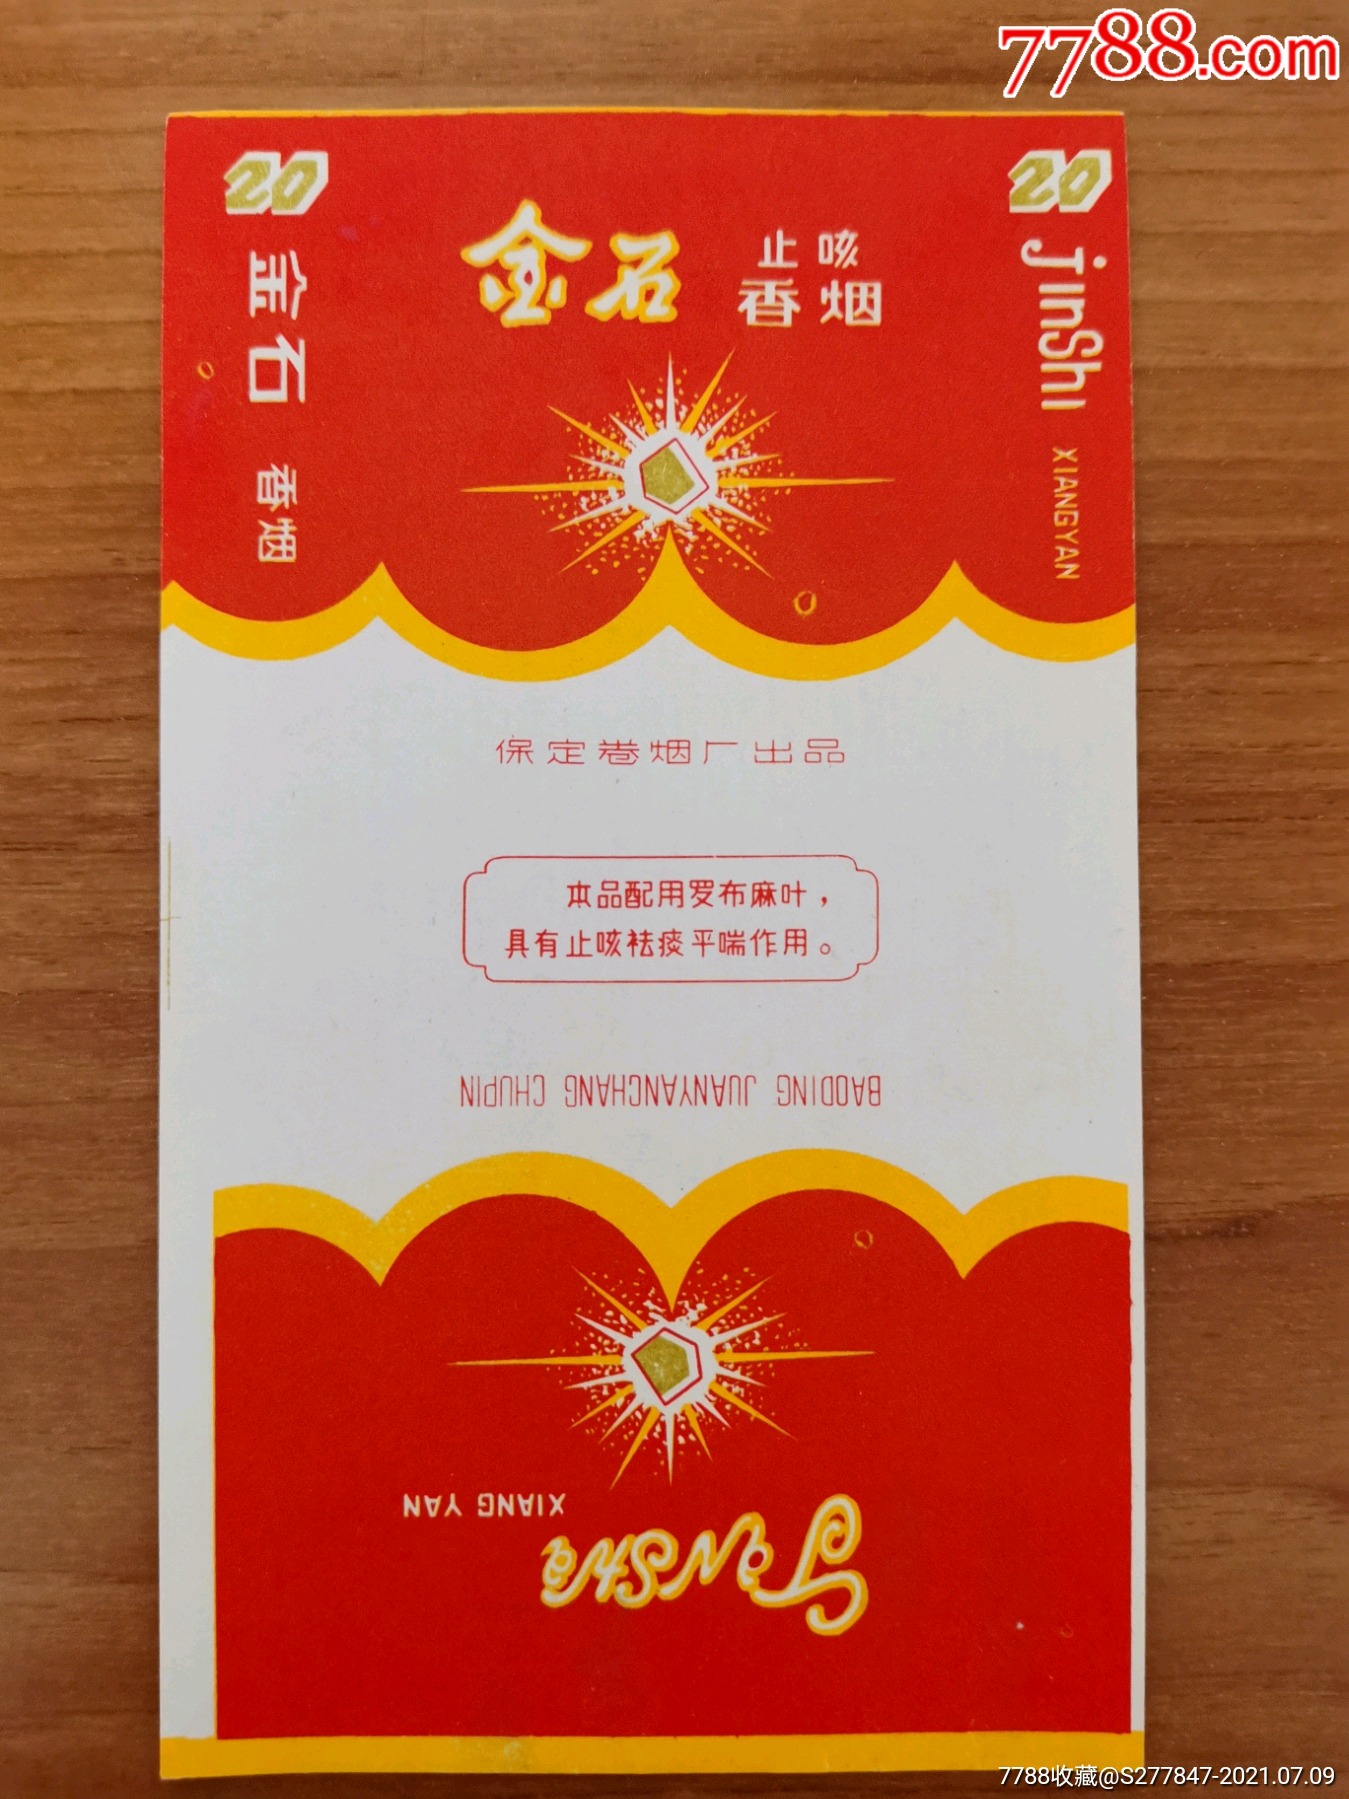 7788.com
20
20
金石
止咳
香烟
金石 香烟
JinShi XIANGYAN
保定卷烟厂出品
本品配用罗布麻叶，
具有止咳祛痰平喘作用。
BAODING JUANYANCHANG CHUPIN
XIANG YAN
JINSHI
7788收藏@S277847-2021.07.09